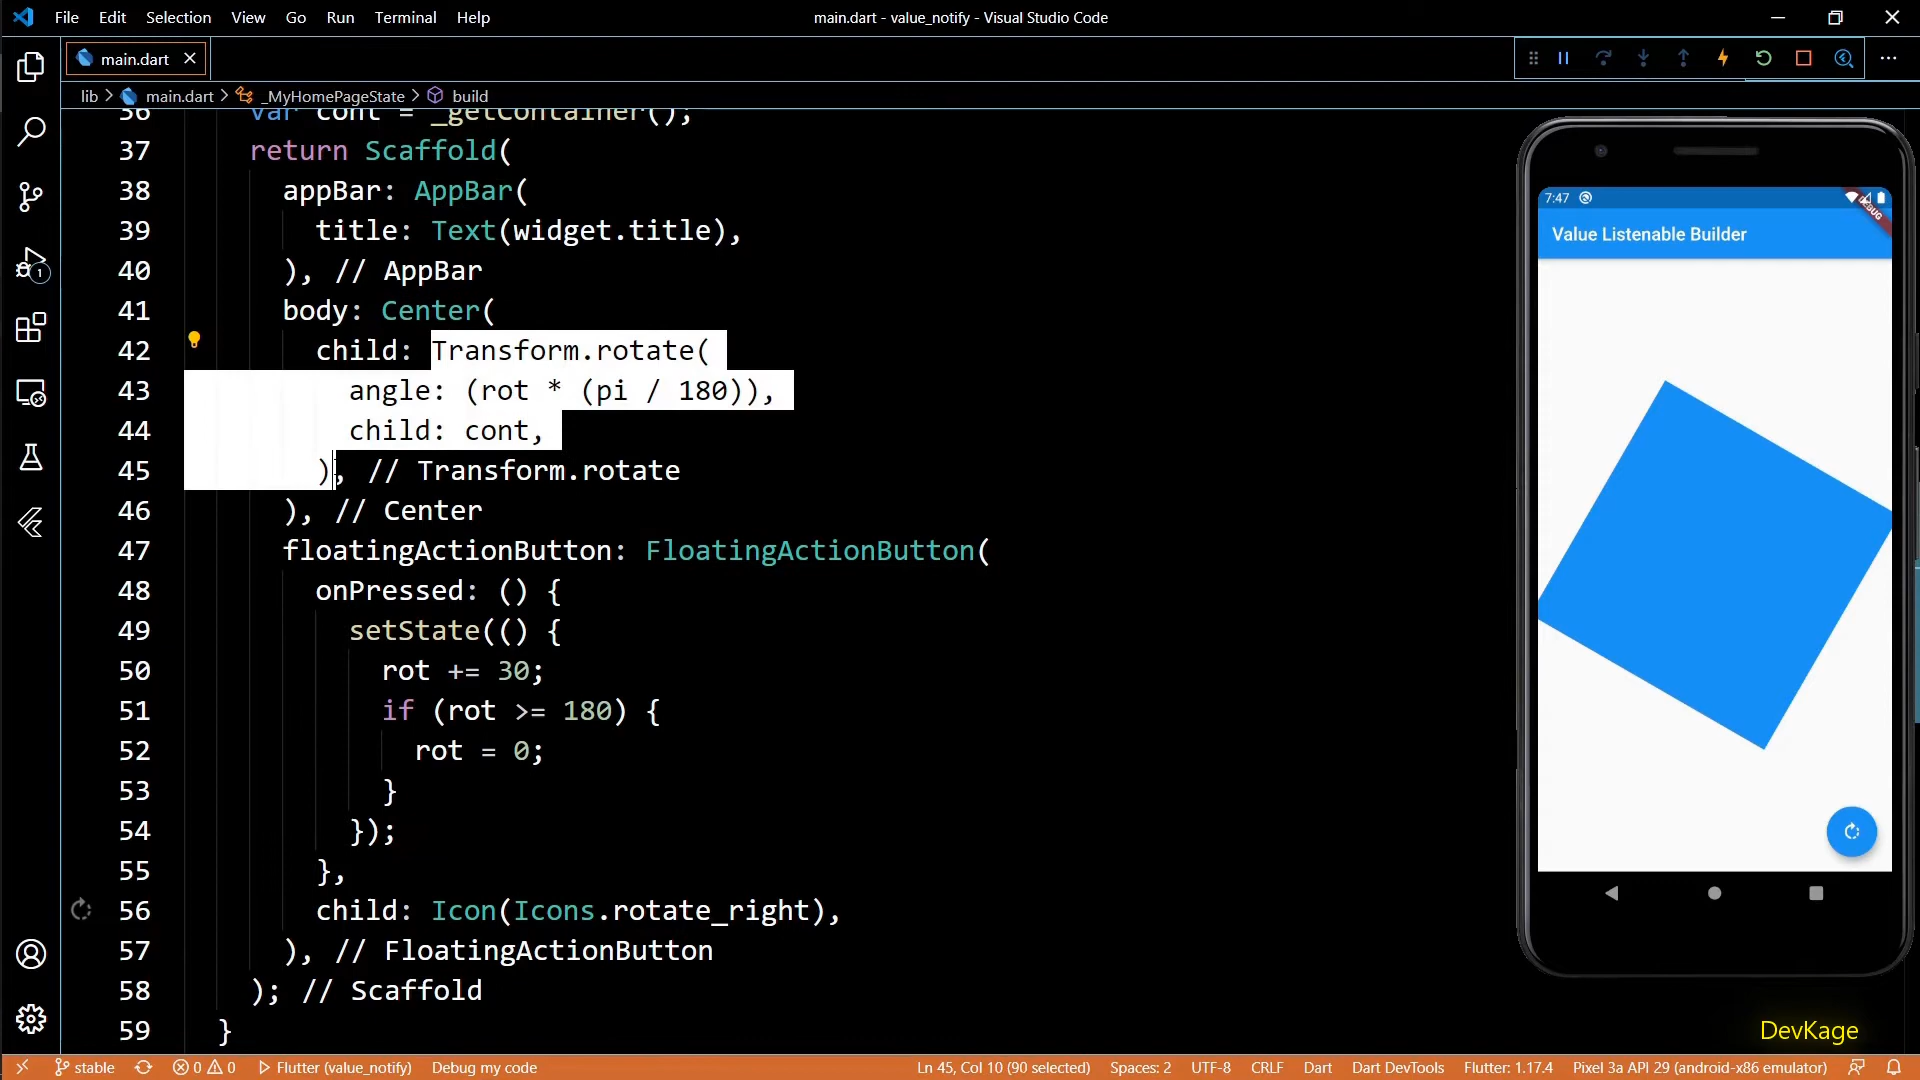 File Edit Selection View Go Run Terminal Help
main.dart - value_notify - Visual Studio Code
main.dart
lib > main.dart > _MyHomePageState > build
36 var cont = _getContainer();
37 return Scaffold(
38 appBar: AppBar(
39 title: Text(widget.title),
40 ), // AppBar
41 body: Center(
42 child: Transform.rotate(
43 angle: (rot * (pi / 180)),
44 child: cont,
45 ), // Transform.rotate
46 ), // Center
47 floatingActionButton: FloatingActionButton(
48 onPressed: () {
49 setState(() {
50 rot += 30;
51 if (rot >= 180) {
52 rot = 0;
53 }
54 });
55 },
56 child: Icon(Icons.rotate_right),
57 ), // FloatingActionButton
58 ); // Scaffold
59 }
1
7:47
DEBUG
Value Listenable Builder
DevKage
stable 0 0 Flutter (value_notify) Debug my code Ln 45, Col 10 (90 selected) Spaces: 2 UTF-8 CRLF Dart Dart DevTools Flutter: 1.17.4 Pixel 3a API 29 (android-x86 emulator)